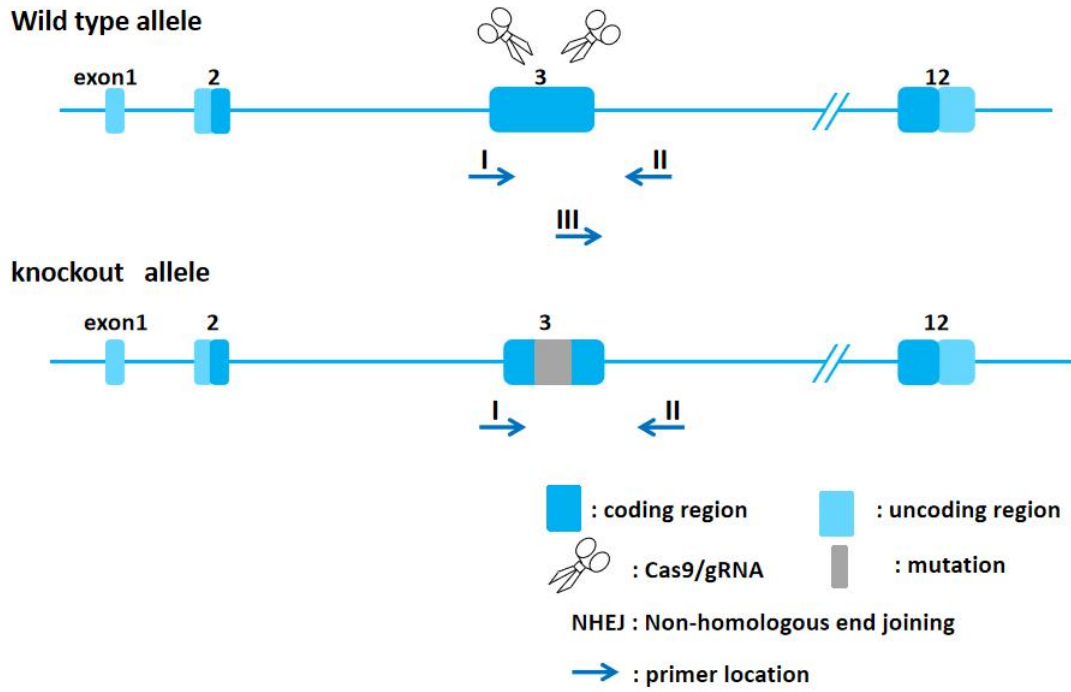 Wild type allele
exon1 2 3 12
I II
III
knockout allele
exon1 2 3 12
I II
: coding region : uncoding region
: Cas9/gRNA : mutation
NHEJ : Non-homologous end joining
: primer location